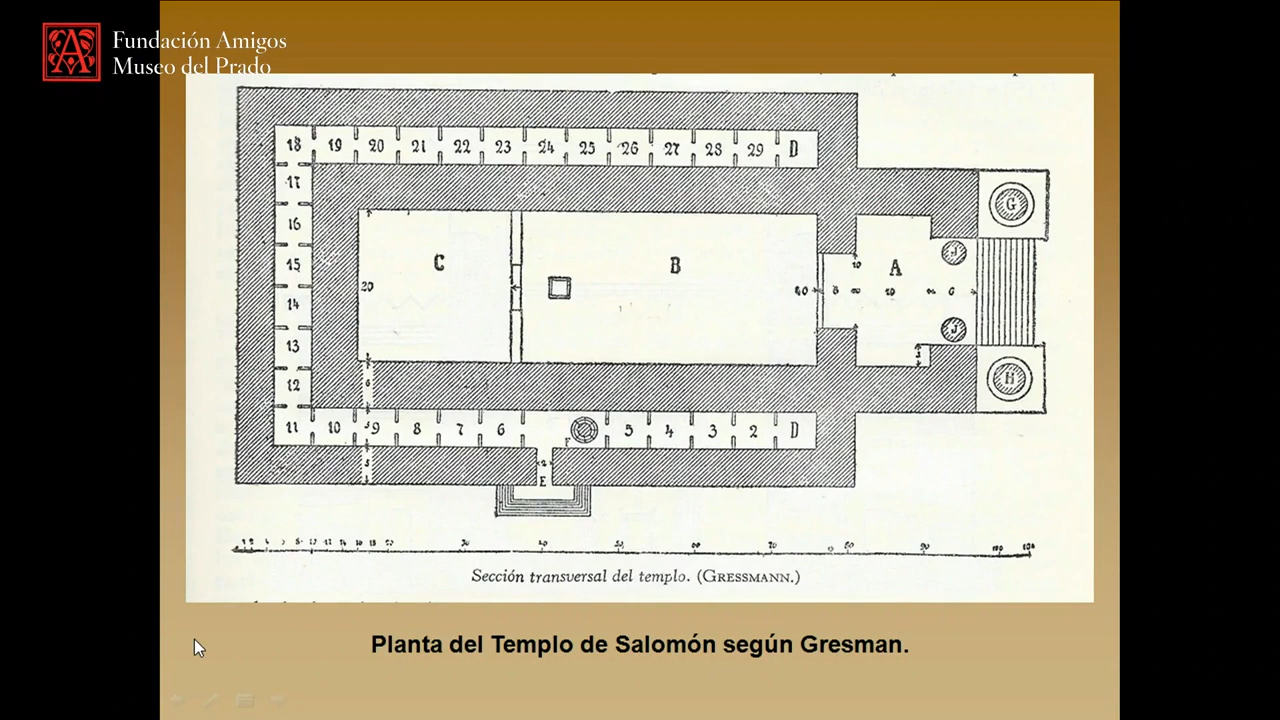 Fundación Amigos
Museo del Prado
18 19 20 21 22 23 24 25 26 27 28 29 D
17
G
16
C B A
15
20
14
13
J
J
12
H
11 10 9 8 7 6 F 5 4 3 2 D
E
Sección transversal del templo. (GRESSMANN.)
Planta del Templo de Salomón según Gresman.